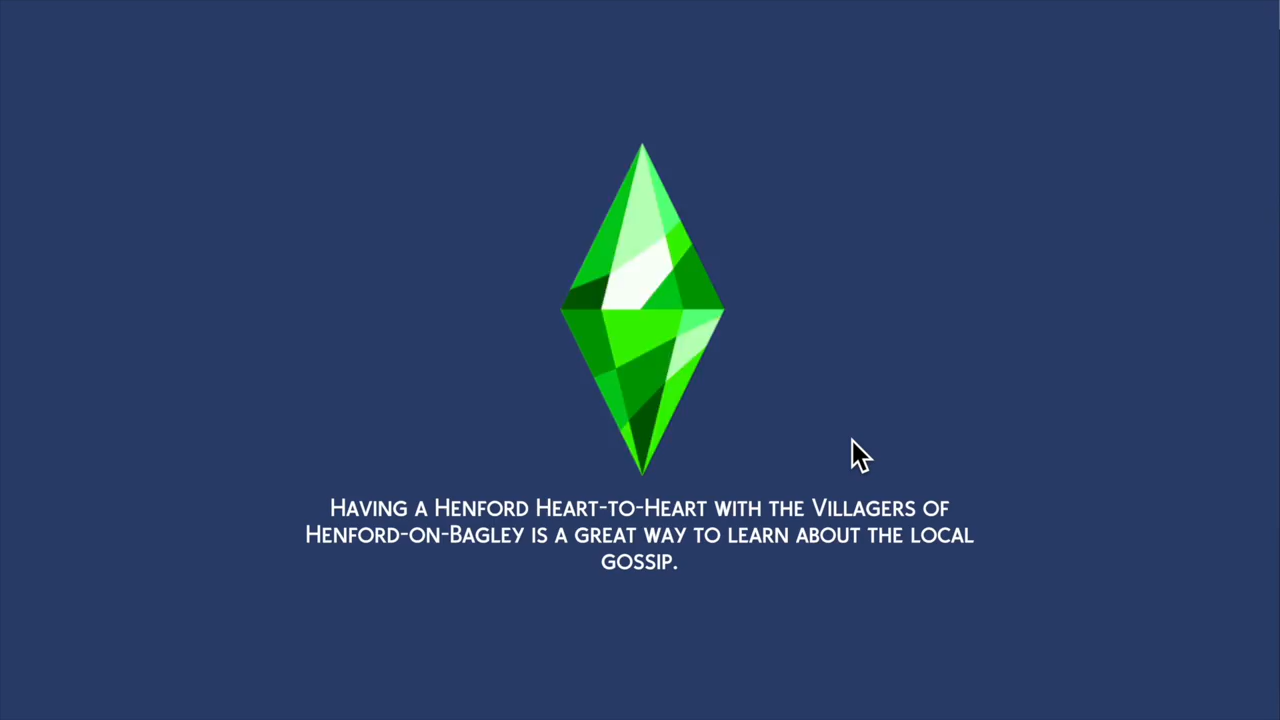 Having a Henford Heart-to-Heart with the Villagers of
Henford-on-Bagley is a great way to learn about the local
gossip.